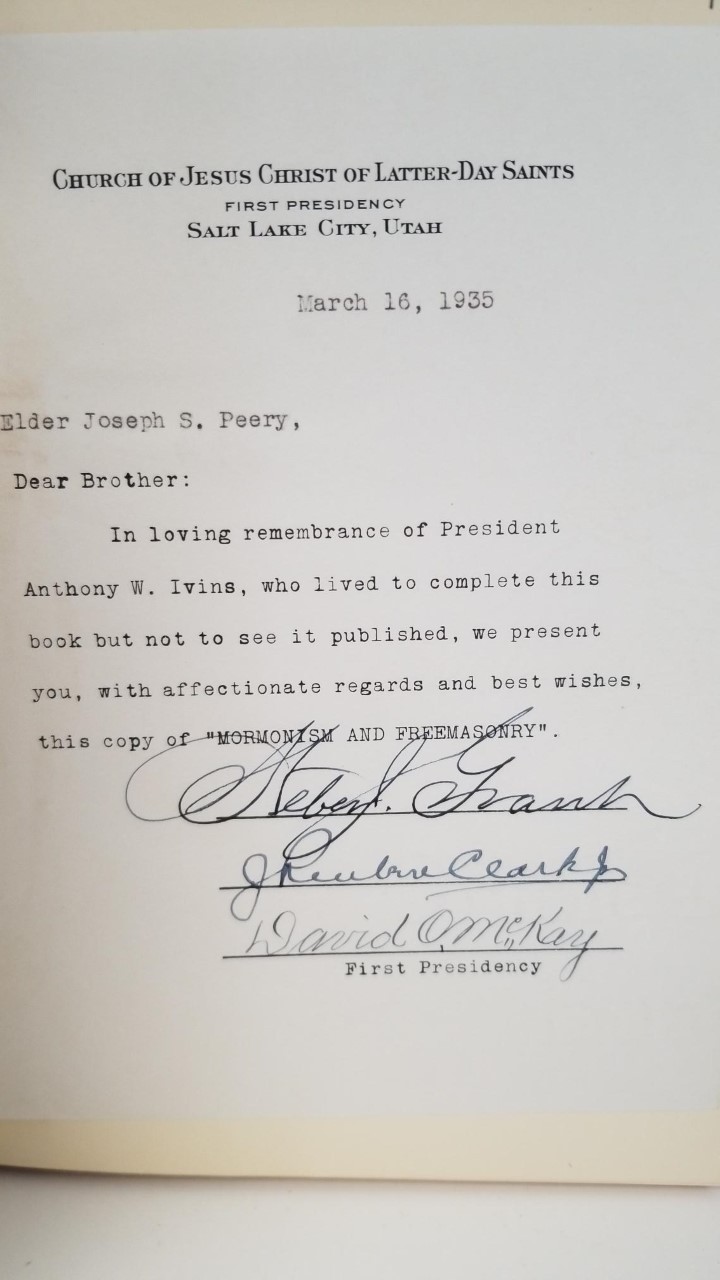 CHURCH OF JESUS CHRIST OF LATTER-DAY SAINTS
FIRST PRESIDENCY
SALT LAKE CITY, UTAH
March 16, 1935
Elder Joseph S. Peery,
Dear Brother:
In loving remembrance of President
Anthony W. Ivins, who lived to complete this
book but not to see it published, we present
you, with affectionate regards and best wishes,
this copy of "MORMONISM AND FREEMASONRY".
Heber J. Grant
J Reuben Clark Jr
David O. McKay
First Presidency